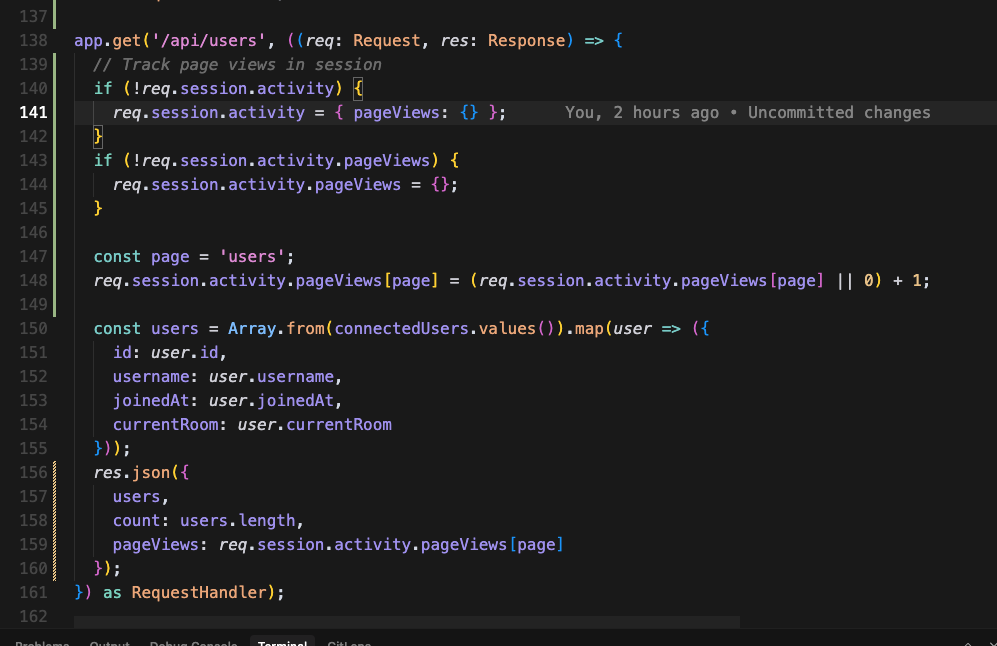 137
138 app.get('/api/users', ((req: Request, res: Response) => {
139 // Track page views in session
140 if (!req.session.activity) {
141 req.session.activity = { pageViews: {} }; You, 2 hours ago • Uncommitted changes
142 }
143 if (!req.session.activity.pageViews) {
144 req.session.activity.pageViews = {};
145 }
146
147 const page = 'users';
148 req.session.activity.pageViews[page] = (req.session.activity.pageViews[page] || 0) + 1;
149
150 const users = Array.from(connectedUsers.values()).map(user => ({
151 id: user.id,
152 username: user.username,
153 joinedAt: user.joinedAt,
154 currentRoom: user.currentRoom
155 }));
156 res.json({
157 users,
158 count: users.length,
159 pageViews: req.session.activity.pageViews[page]
160 });
161 }) as RequestHandler);
162
Problems Output Debug Console Terminal GitLens